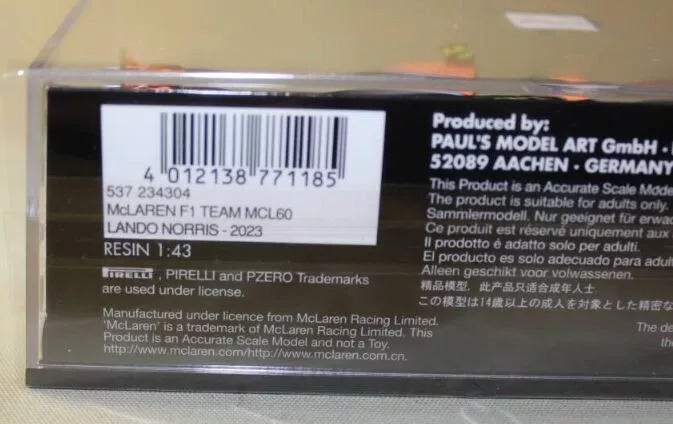 4 012138 771185
537 234304
McLAREN F1 TEAM MCL60
LANDO NORRIS - 2023
RESIN 1:43
PIRELLI , PIRELLI and PZERO Trademarks
are used under license.
Manufactured under licence from McLaren Racing Limited.
'McLaren' is a trademark of McLaren Racing Limited. This
Product is an Accurate Scale Model and not a Toy.
http://www.mclaren.com/http://www.mclaren.com.cn.
Produced by:
PAUL'S MODEL ART GmbH •
52089 AACHEN • GERMANY
This Product is an Accurate Scale Mode
The product is suitable for adults only.
Sammlermodell. Nur geeignet für erwa
Ce produit est réservé uniquement aux
Il prodotto é adatto solo per adulti.
El producto es solo adecuado para adul
Alleen geschikt voor volwassenen.
精品模型．此产品只适合成年人士
この模型は14歳以上の成人を対象とした精密な
The de
the